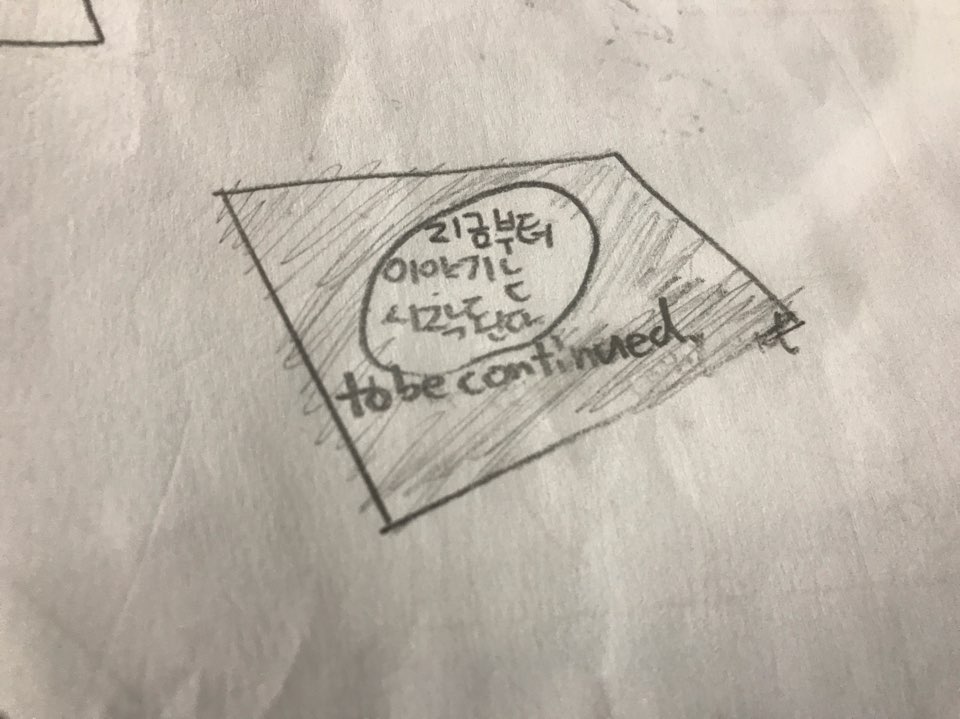 지금부터
이야기는
시작된다
to be continued.